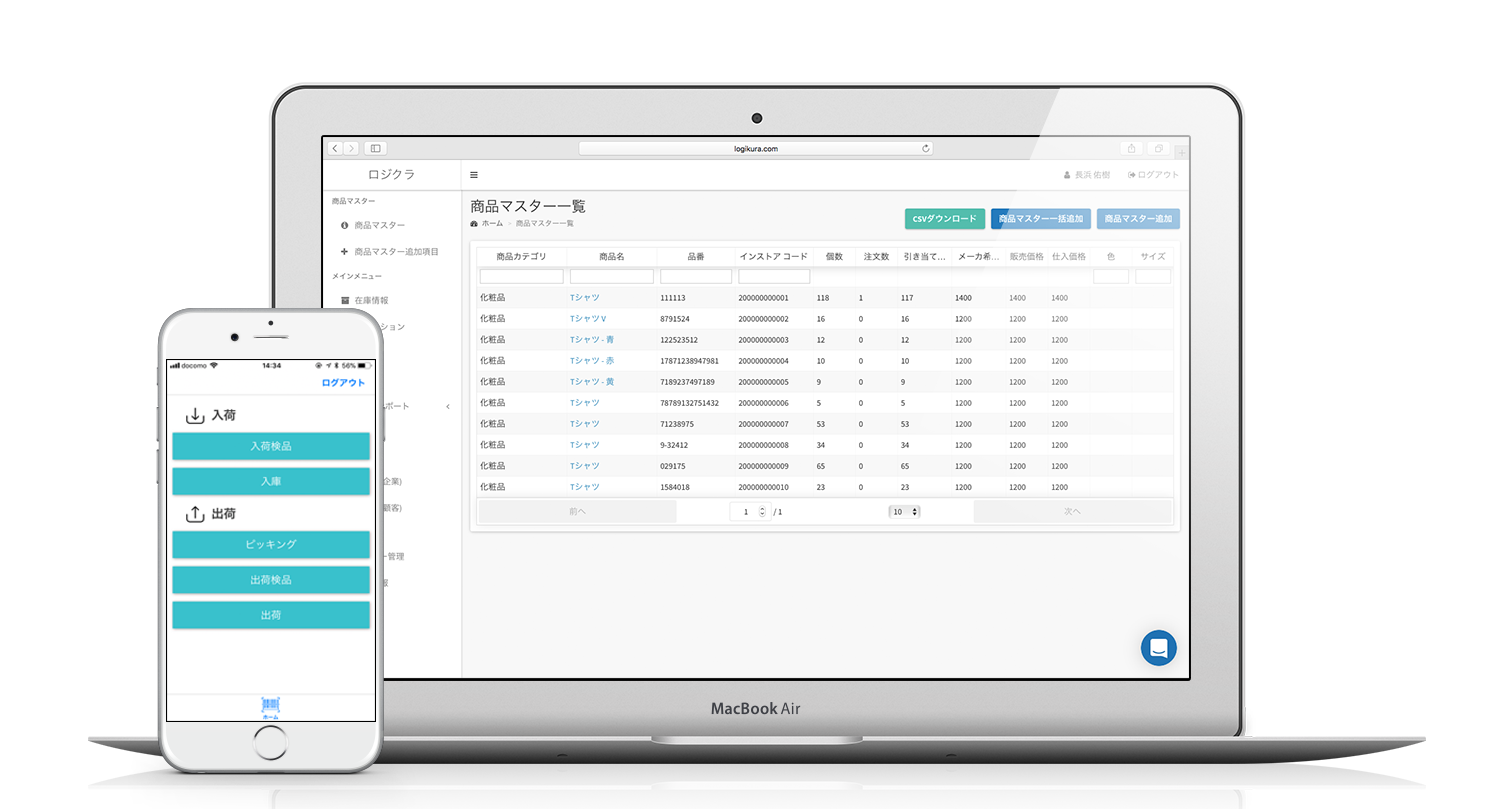 logikura.com
ロジクラ
長浜 佑樹 ログアウト
商品マスター
商品マスター
商品マスター追加項目
メインメニュー
在庫情報
ション
ポート
企業)
顧客)
ー管理
報
商品マスター一覧
ホーム > 商品マスター一覧
CSVダウンロード 商品マスター一括追加 商品マスター追加
商品カテゴリ 商品名 品番 インストア コード 個数 注文数 引き当て... メーカ希... 販売価格 仕入価格 色 サイズ
化粧品 Tシャツ 111113 200000000001 118 1 117 1400 1400 1400
化粧品 TシャツV 8791524 200000000002 16 0 16 1200 1200 1200
化粧品 Tシャツ - 青 122523512 200000000003 12 0 12 1200 1200 1200
化粧品 Tシャツ - 赤 17871238947981 200000000004 10 0 10 1200 1200 1200
化粧品 Tシャツ - 黄 7189237497189 200000000005 9 0 9 1200 1200 1200
化粧品 Tシャツ 78789132751432 200000000006 5 0 5 1200 1200 1200
化粧品 Tシャツ 71238975 200000000007 53 0 53 1200 1200 1200
化粧品 Tシャツ 9-32412 200000000008 34 0 34 1200 1200 1200
化粧品 Tシャツ 029175 200000000009 65 0 65 1200 1200 1200
化粧品 Tシャツ 1584018 200000000010 23 0 23 1200 1200 1200
前へ 1 / 1 10 次へ
MacBook Air
docomo 14:34 56%
ログアウト
入荷
入荷検品
入庫
出荷
ピッキング
出荷検品
出荷
ホーム